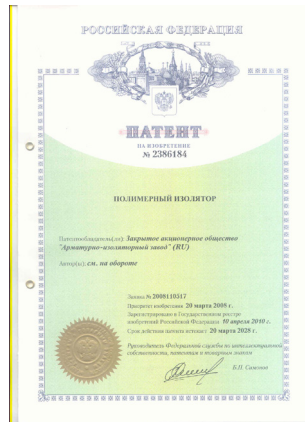 РОССИЙСКАЯ ФЕДЕРАЦИЯ
ПАТЕНТ
НА ИЗОБРЕТЕНИЕ
№ 2386184
ПОЛИМЕРНЫЙ ИЗОЛЯТОР
Патентообладатель(ли): Закрытое акционерное общество
"Арматурно-изоляторный завод" (RU)
Автор(ы): см. на обороте
Заявка № 2008110517
Приоритет изобретения 20 марта 2008 г.
Зарегистрировано в Государственном реестре
изобретений Российской Федерации 10 апреля 2010 г.
Срок действия патента истекает 20 марта 2028 г.
Руководитель Федеральной службы по интеллектуальной
собственности, патентам и товарным знакам
Б.П. Симонов